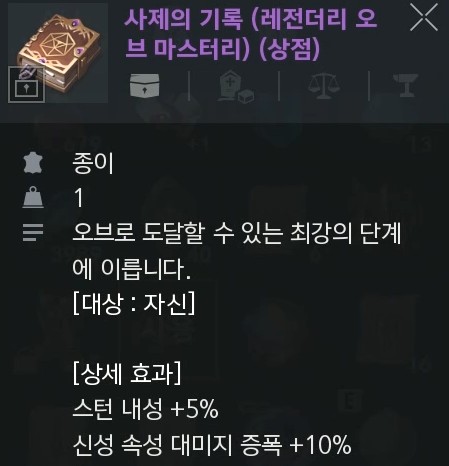 사제의 기록 (레전더리 오
브 마스터리) (상점)
종이
1
오브로 도달할 수 있는 최강의 단계
에 이릅니다.
[대상 : 자신]
[상세 효과]
스턴 내성 +5%
신성 속성 대미지 증폭 +10%